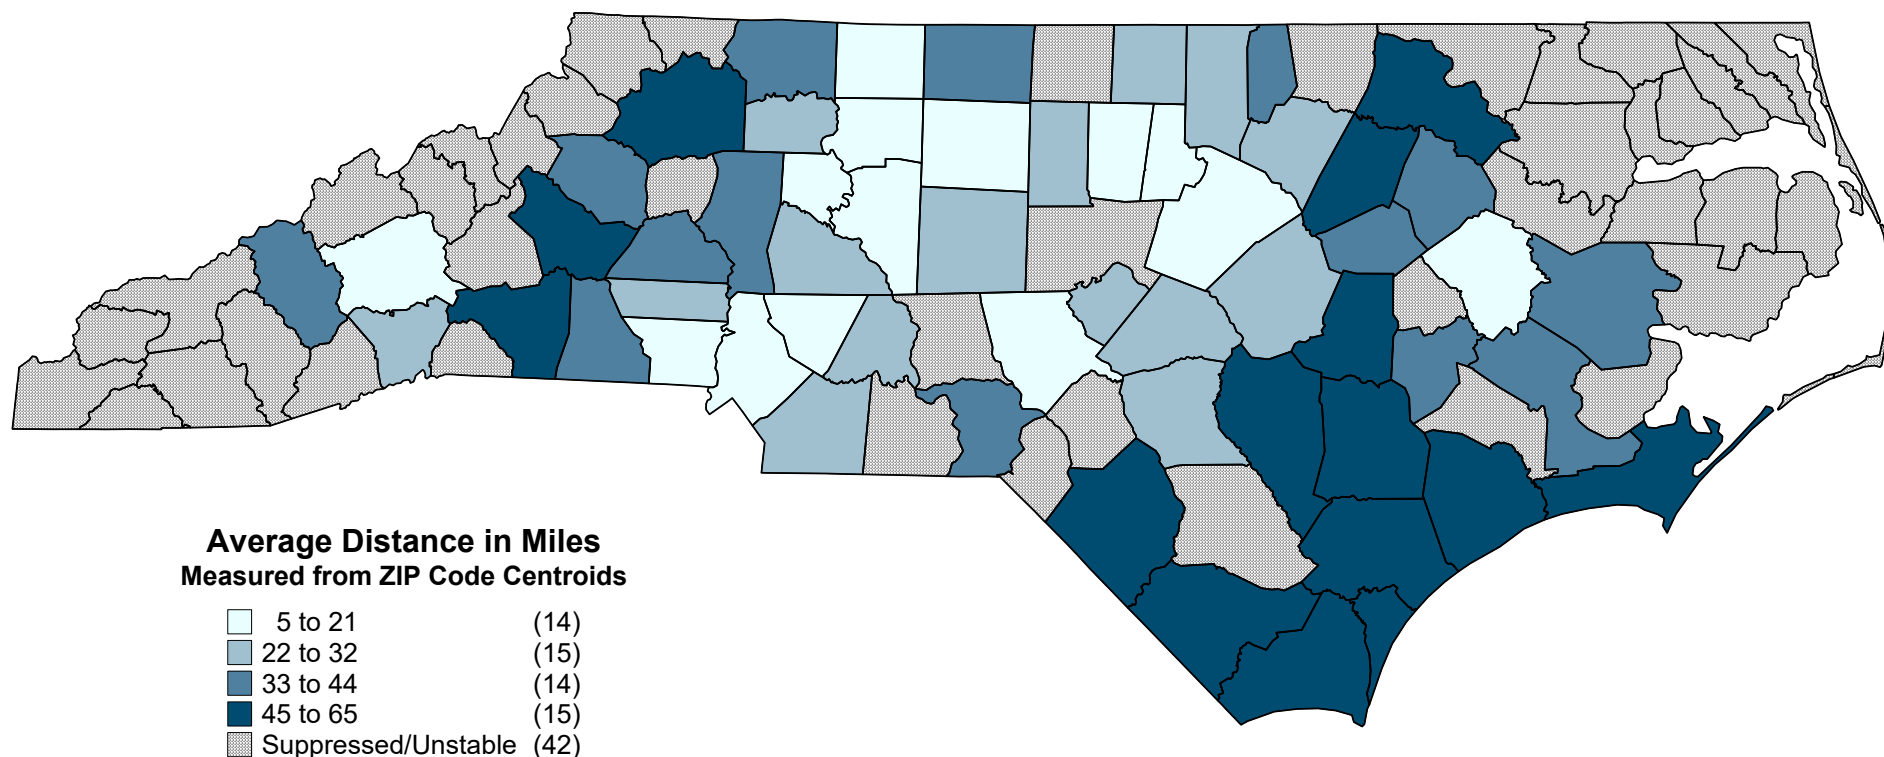 Average Distance in Miles
Measured from ZIP Code Centroids
5 to 21 (14)
22 to 32 (15)
33 to 44 (14)
45 to 65 (15)
Suppressed/Unstable (42)